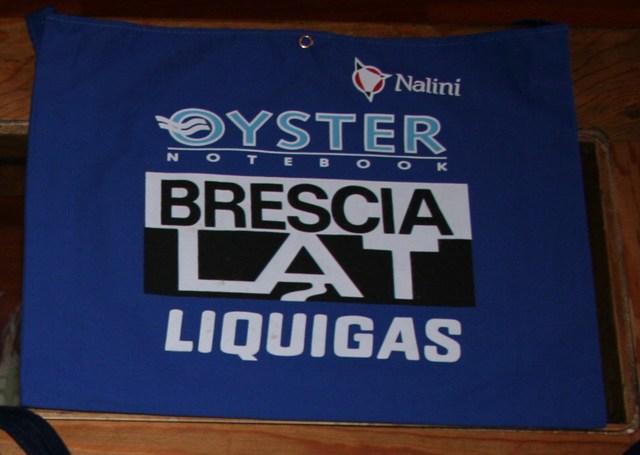 Nalini
OYSTER
NOTEBOOK
BRESCIA
LAT
LIQUIGAS